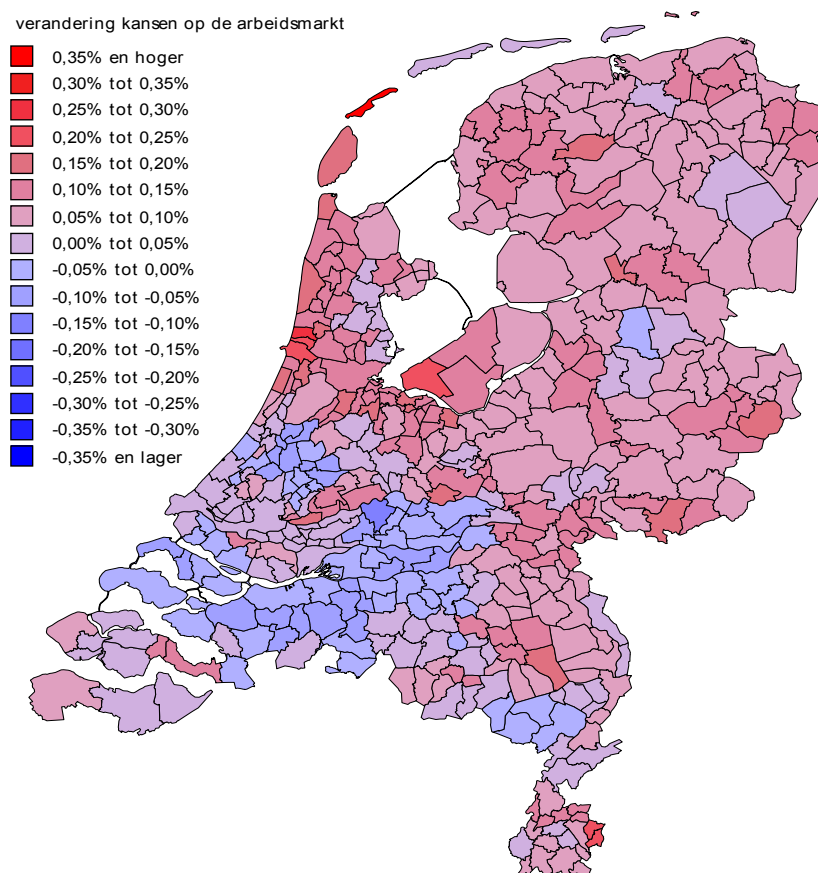 verandering kansen op de arbeidsmarkt
0,35% en hoger
0,30% tot 0,35%
0,25% tot 0,30%
0,20% tot 0,25%
0,15% tot 0,20%
0,10% tot 0,15%
0,05% tot 0,10%
0,00% tot 0,05%
-0,05% tot 0,00%
-0,10% tot -0,05%
-0,15% tot -0,10%
-0,20% tot -0,15%
-0,25% tot -0,20%
-0,30% tot -0,25%
-0,35% tot -0,30%
-0,35% en lager